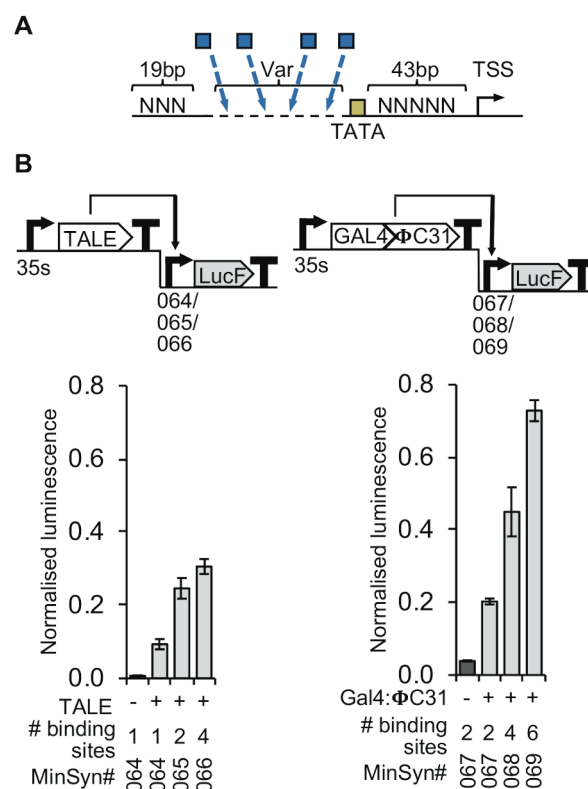 A
19bp Var 43bp TSS
NNN NNNNN
TATA
B
TALE GAL4 ΦC31
35s 35s
LucF LucF
064/ 067/
065/ 068/
066 069
Normalised luminescence
0.8
0.6
0.4
0.2
0.0
TALE - + + +
# binding sites 1 1 2 4
MinSyn# 064 064 065 066
Normalised luminescence
0.8
0.6
0.4
0.2
0.0
Gal4:ΦC31 - + + +
# binding sites 2 2 4 6
MinSyn# 067 067 068 069